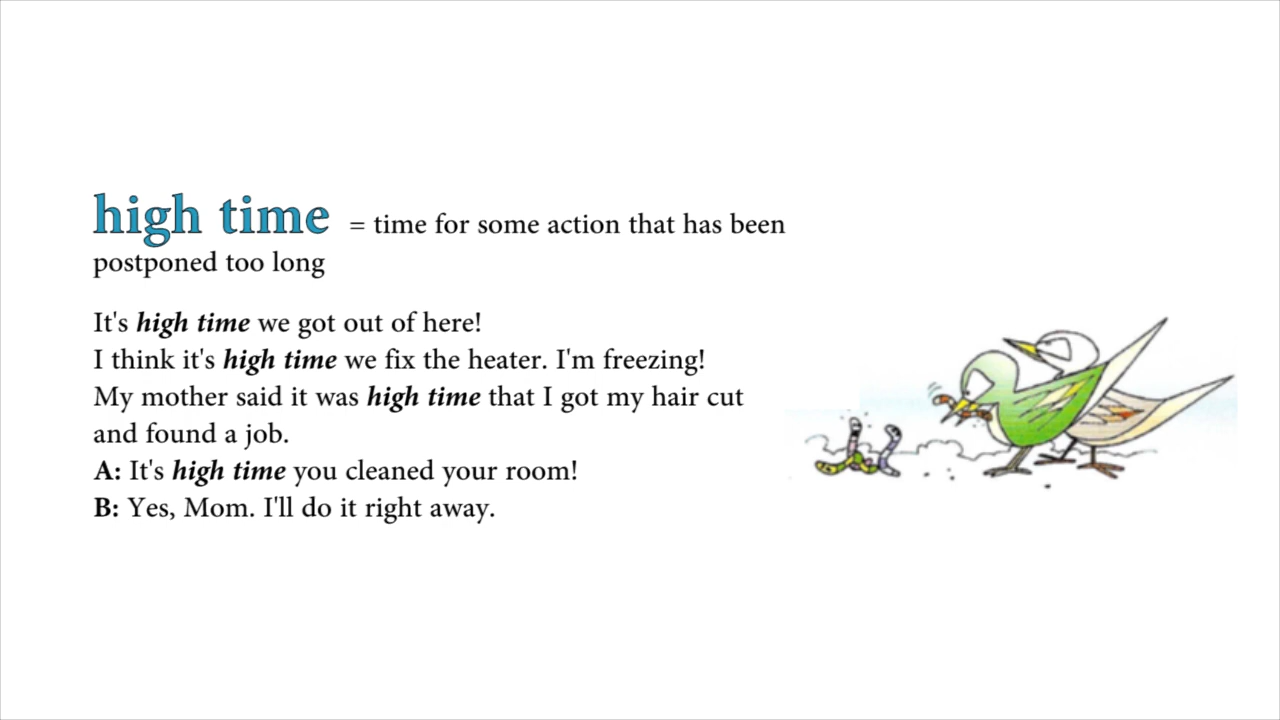 high time = time for some action that has been
postponed too long
It's high time we got out of here!
I think it's high time we fix the heater. I'm freezing!
My mother said it was high time that I got my hair cut
and found a job.
A: It's high time you cleaned your room!
B: Yes, Mom. I'll do it right away.